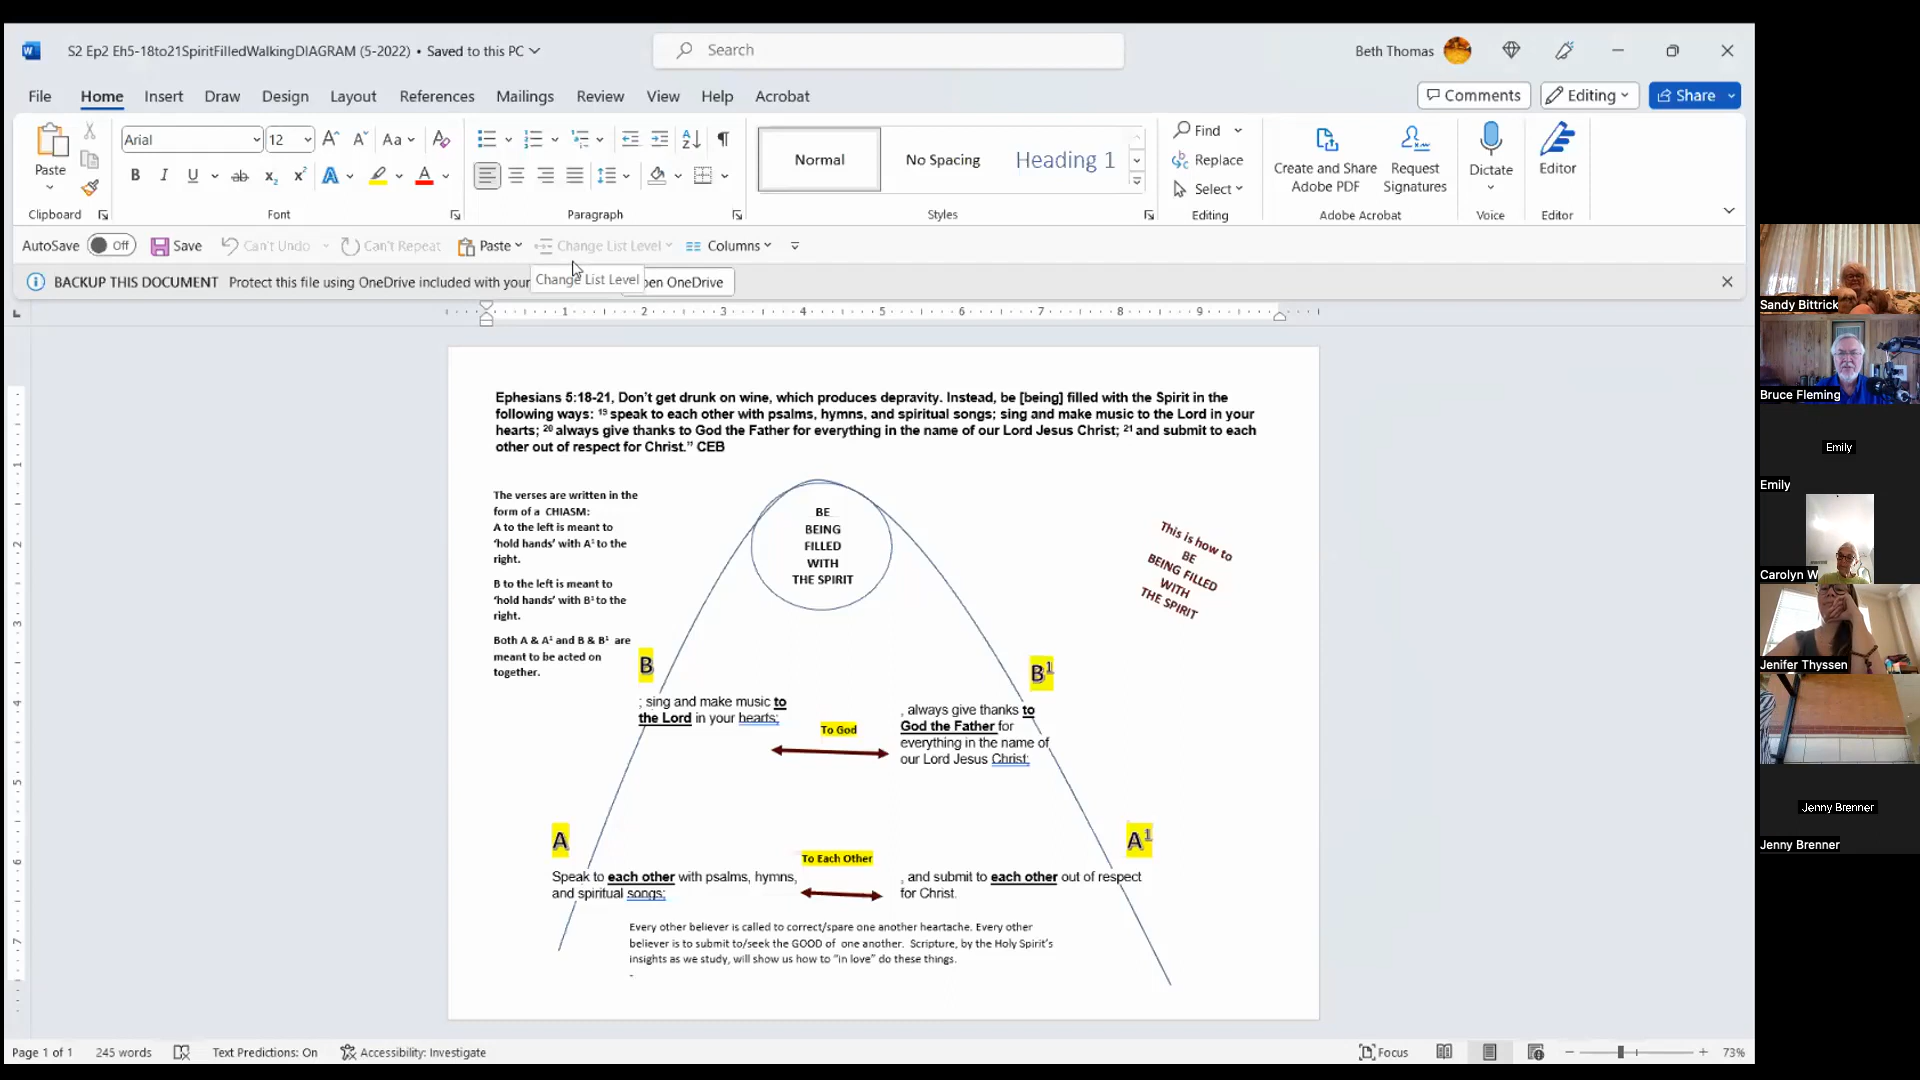 S2 Ep2 Eh5-18to21SpiritFilledWalkingDIAGRAM (5-2022) • Saved to this PC
Search
Beth Thomas
File Home Insert Draw Design Layout References Mailings Review View Help Acrobat
Comments Editing Share
Paste
Clipboard
Arial 12
Font
Paragraph
Normal
No Spacing
Heading 1
Styles
Find
Replace
Select
Editing
Create and Share
Adobe PDF
Request
Signatures
Adobe Acrobat
Dictate
Voice
Editor
Editor
AutoSave Off Save Can't Undo Can't Repeat Paste Change List Level Columns
BACKUP THIS DOCUMENT Protect this file using OneDrive included with your
Change List Level
pen OneDrive
1 2 3 4 5 6 7 8 9
Ephesians 5:18-21, Don't get drunk on wine, which produces depravity. Instead, be [being] filled with the Spirit in the
following ways: 19 speak to each other with psalms, hymns, and spiritual songs; sing and make music to the Lord in your
hearts; 20 always give thanks to God the Father for everything in the name of our Lord Jesus Christ; 21 and submit to each
other out of respect for Christ.” CEB
The verses are written in the
form of a CHIASM:
A to the left is meant to
‘hold hands’ with A¹ to the
right.
B to the left is meant to
‘hold hands’ with B¹ to the
right.
Both A & A¹ and B & B¹ are
meant to be acted on
together.
BE
BEING
FILLED
WITH
THE SPIRIT
This is how to
BE
BEING FILLED
WITH
THE SPIRIT
B
; sing and make music to
the Lord in your hearts;
To God
B¹
, always give thanks to
God the Father for
everything in the name of
our Lord Jesus Christ;
A
Speak to each other with psalms, hymns,
and spiritual songs;
To Each Other
A¹
, and submit to each other out of respect
for Christ.
Every other believer is called to correct/spare one another heartache. Every other
believer is to submit to/seek the GOOD of one another. Scripture, by the Holy Spirit's
insights as we study, will show us how to “in love” do these things.
-
Page 1 of 1 245 words Text Predictions: On Accessibility: Investigate
Focus 73%
Sandy Bittrick
Bruce Fleming
Emily
Emily
Carolyn W
Jenifer Thyssen
Jenny Brenner
Jenny Brenner